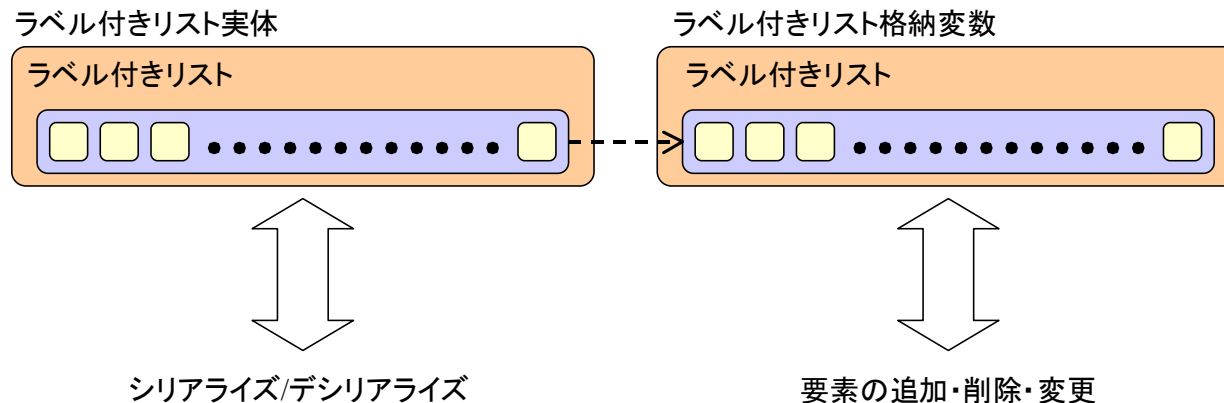 ラベル付きリスト実体
ラベル付きリスト格納変数
ラベル付きリスト
ラベル付きリスト
シリアライズ/デシリアライズ
要素の追加・削除・変更